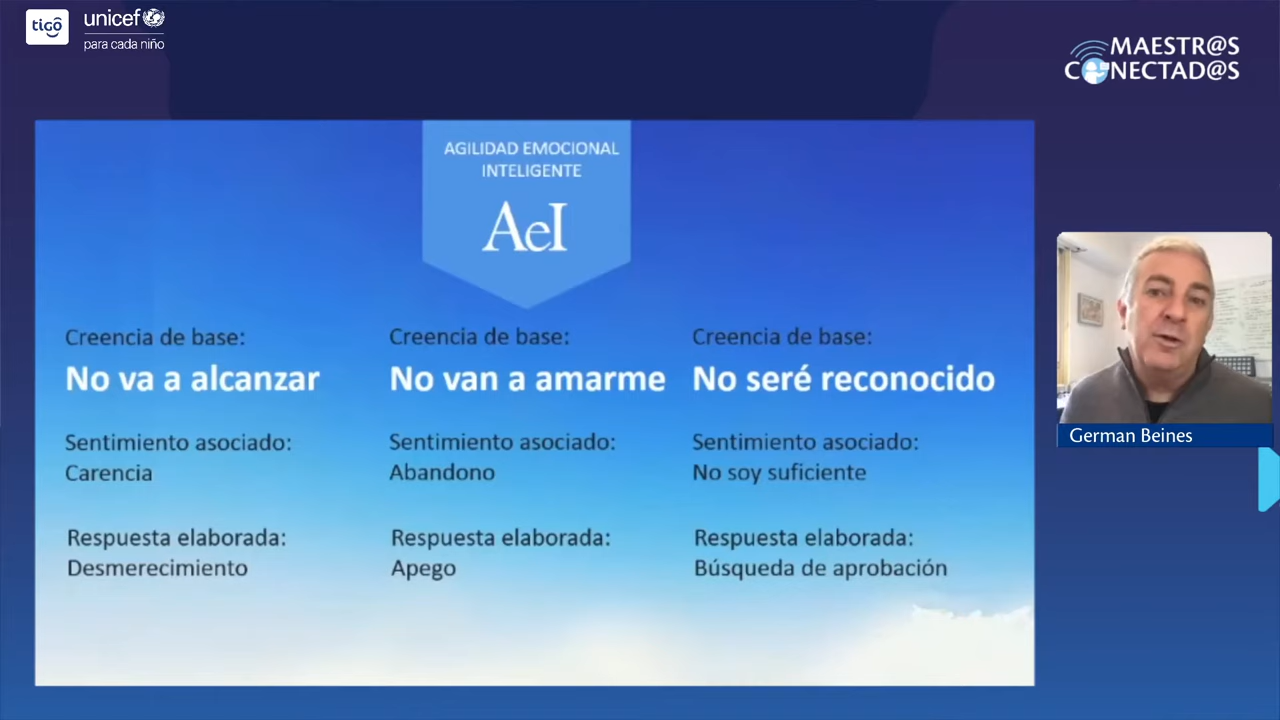 tigo
unicef
para cada niño
MAESTR@S
CONECTAD@S
AGILIDAD EMOCIONAL
INTELIGENTE
AeI
Creencia de base:
No va a alcanzar
Sentimiento asociado:
Carencia
Respuesta elaborada:
Desmerecimiento
Creencia de base:
No van a amarme
Sentimiento asociado:
Abandono
Respuesta elaborada:
Apego
Creencia de base:
No seré reconocido
Sentimiento asociado:
No soy suficiente
Respuesta elaborada:
Búsqueda de aprobación
German Beines